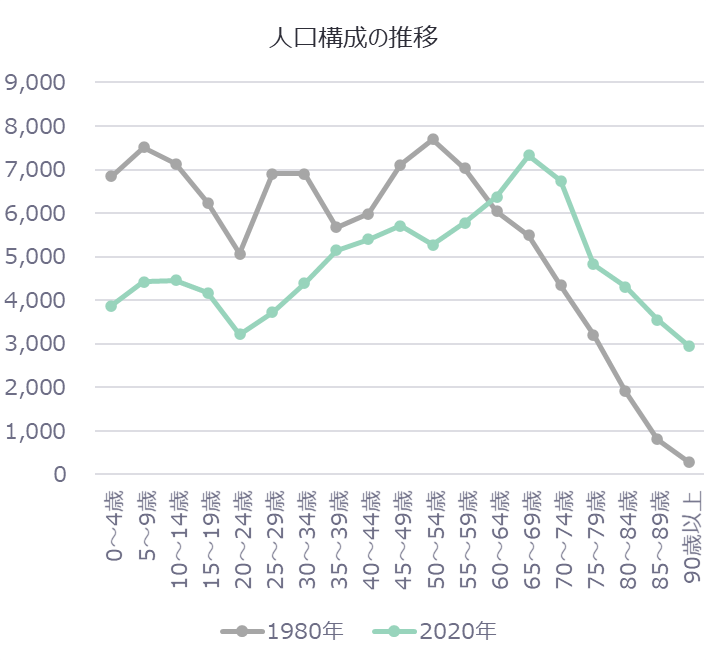 人口構成の推移
9,000
8,000
7,000
6,000
5,000
4,000
3,000
2,000
1,000
0
0～4歳
5～9歳
10～14歳
15～19歳
20～24歳
25～29歳
30～34歳
35～39歳
40～44歳
45～49歳
50～54歳
55～59歳
60～64歳
65～69歳
70～74歳
75～79歳
80～84歳
85～89歳
90歳以上
1980年 2020年